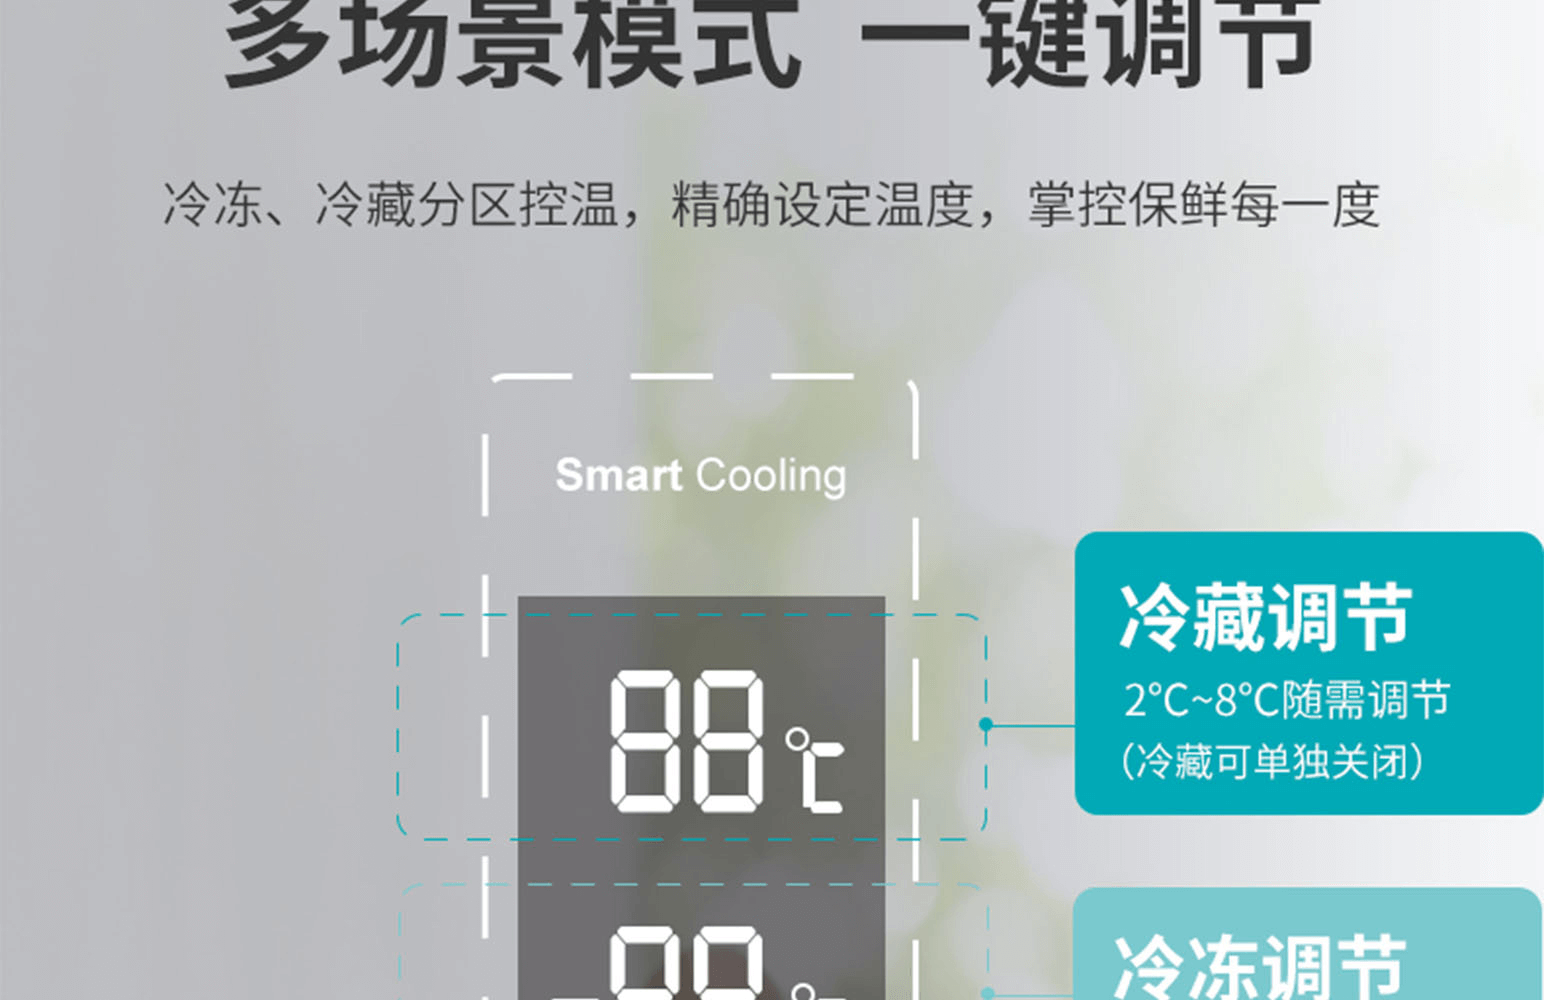 多场景模式 一键调节
冷冻、冷藏分区控温，精确设定温度，掌控保鲜每一度
Smart Cooling
88℃
冷藏调节
2℃~8℃随需调节
（冷藏可单独关闭）
冷冻调节